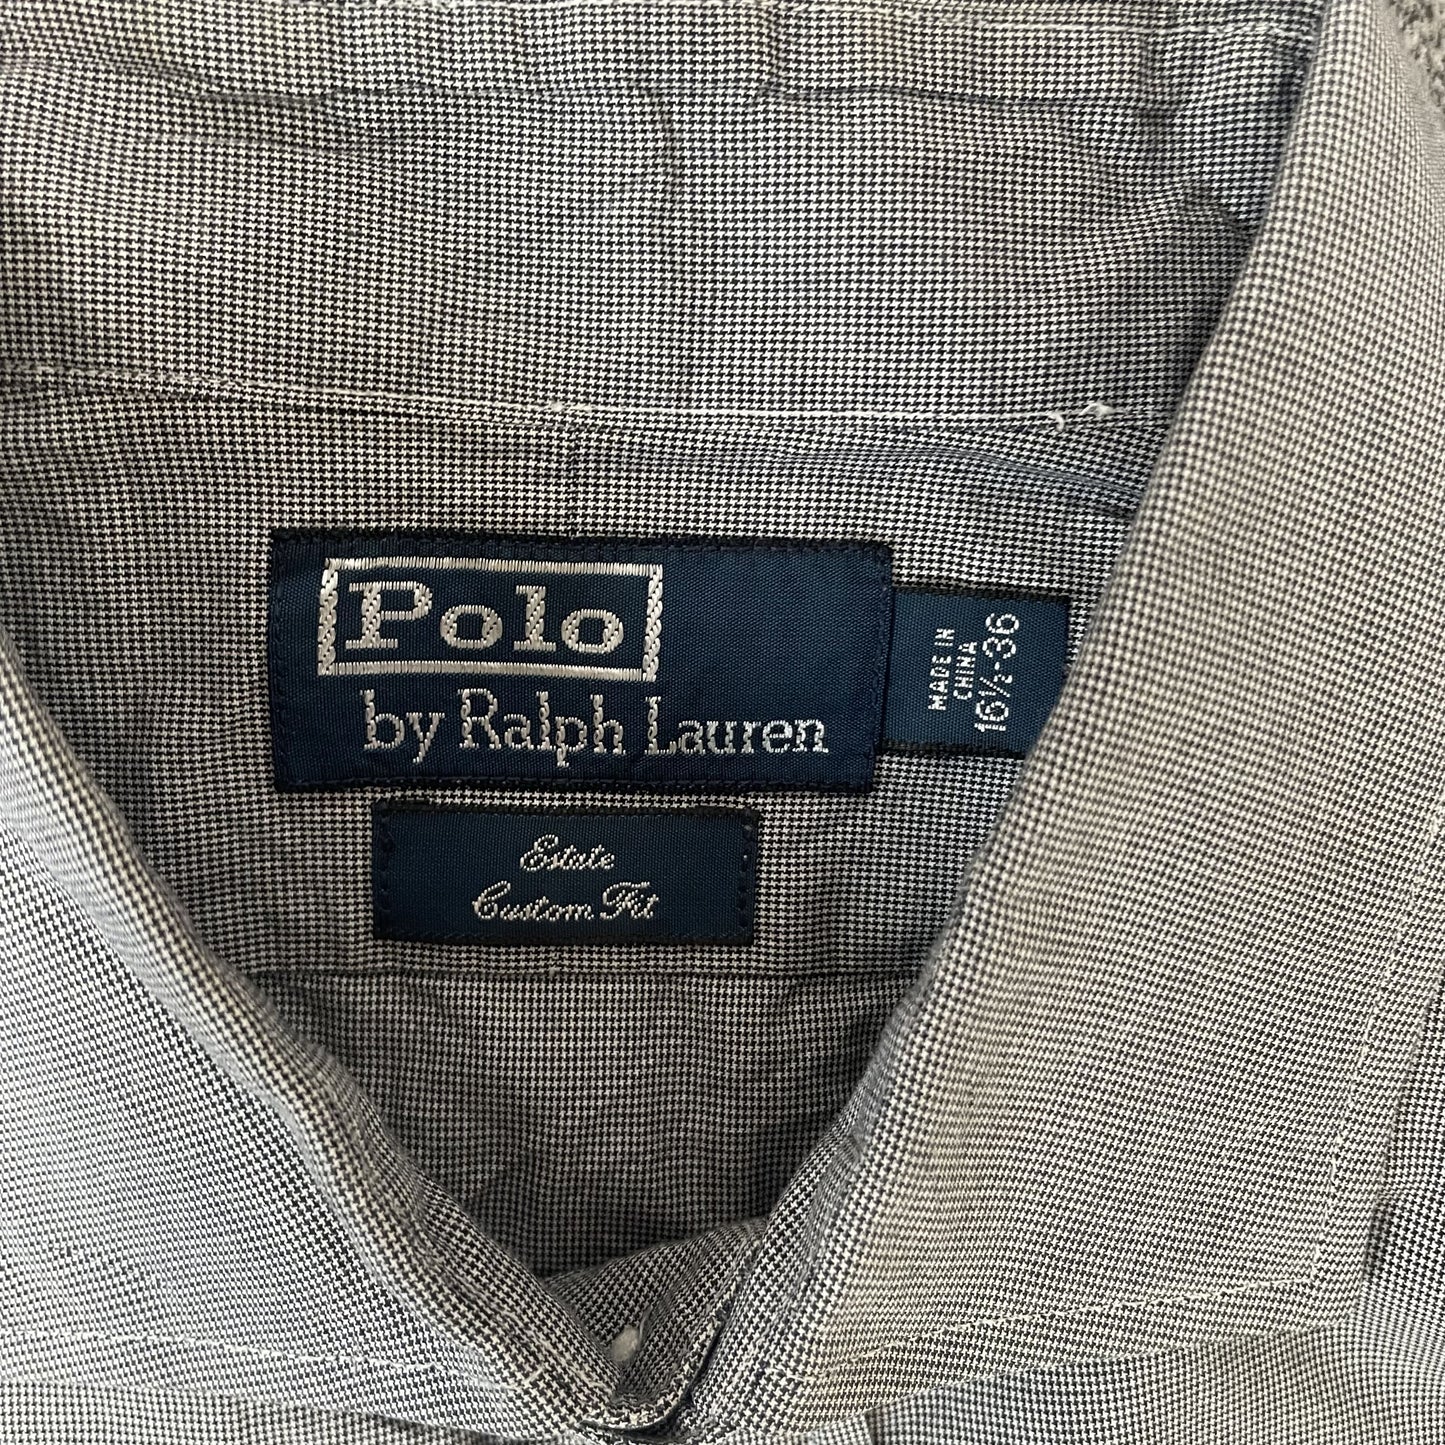 Polo
by Ralph Lauren
MADE IN
CHINA
16½-36
Estate
Custom Fit